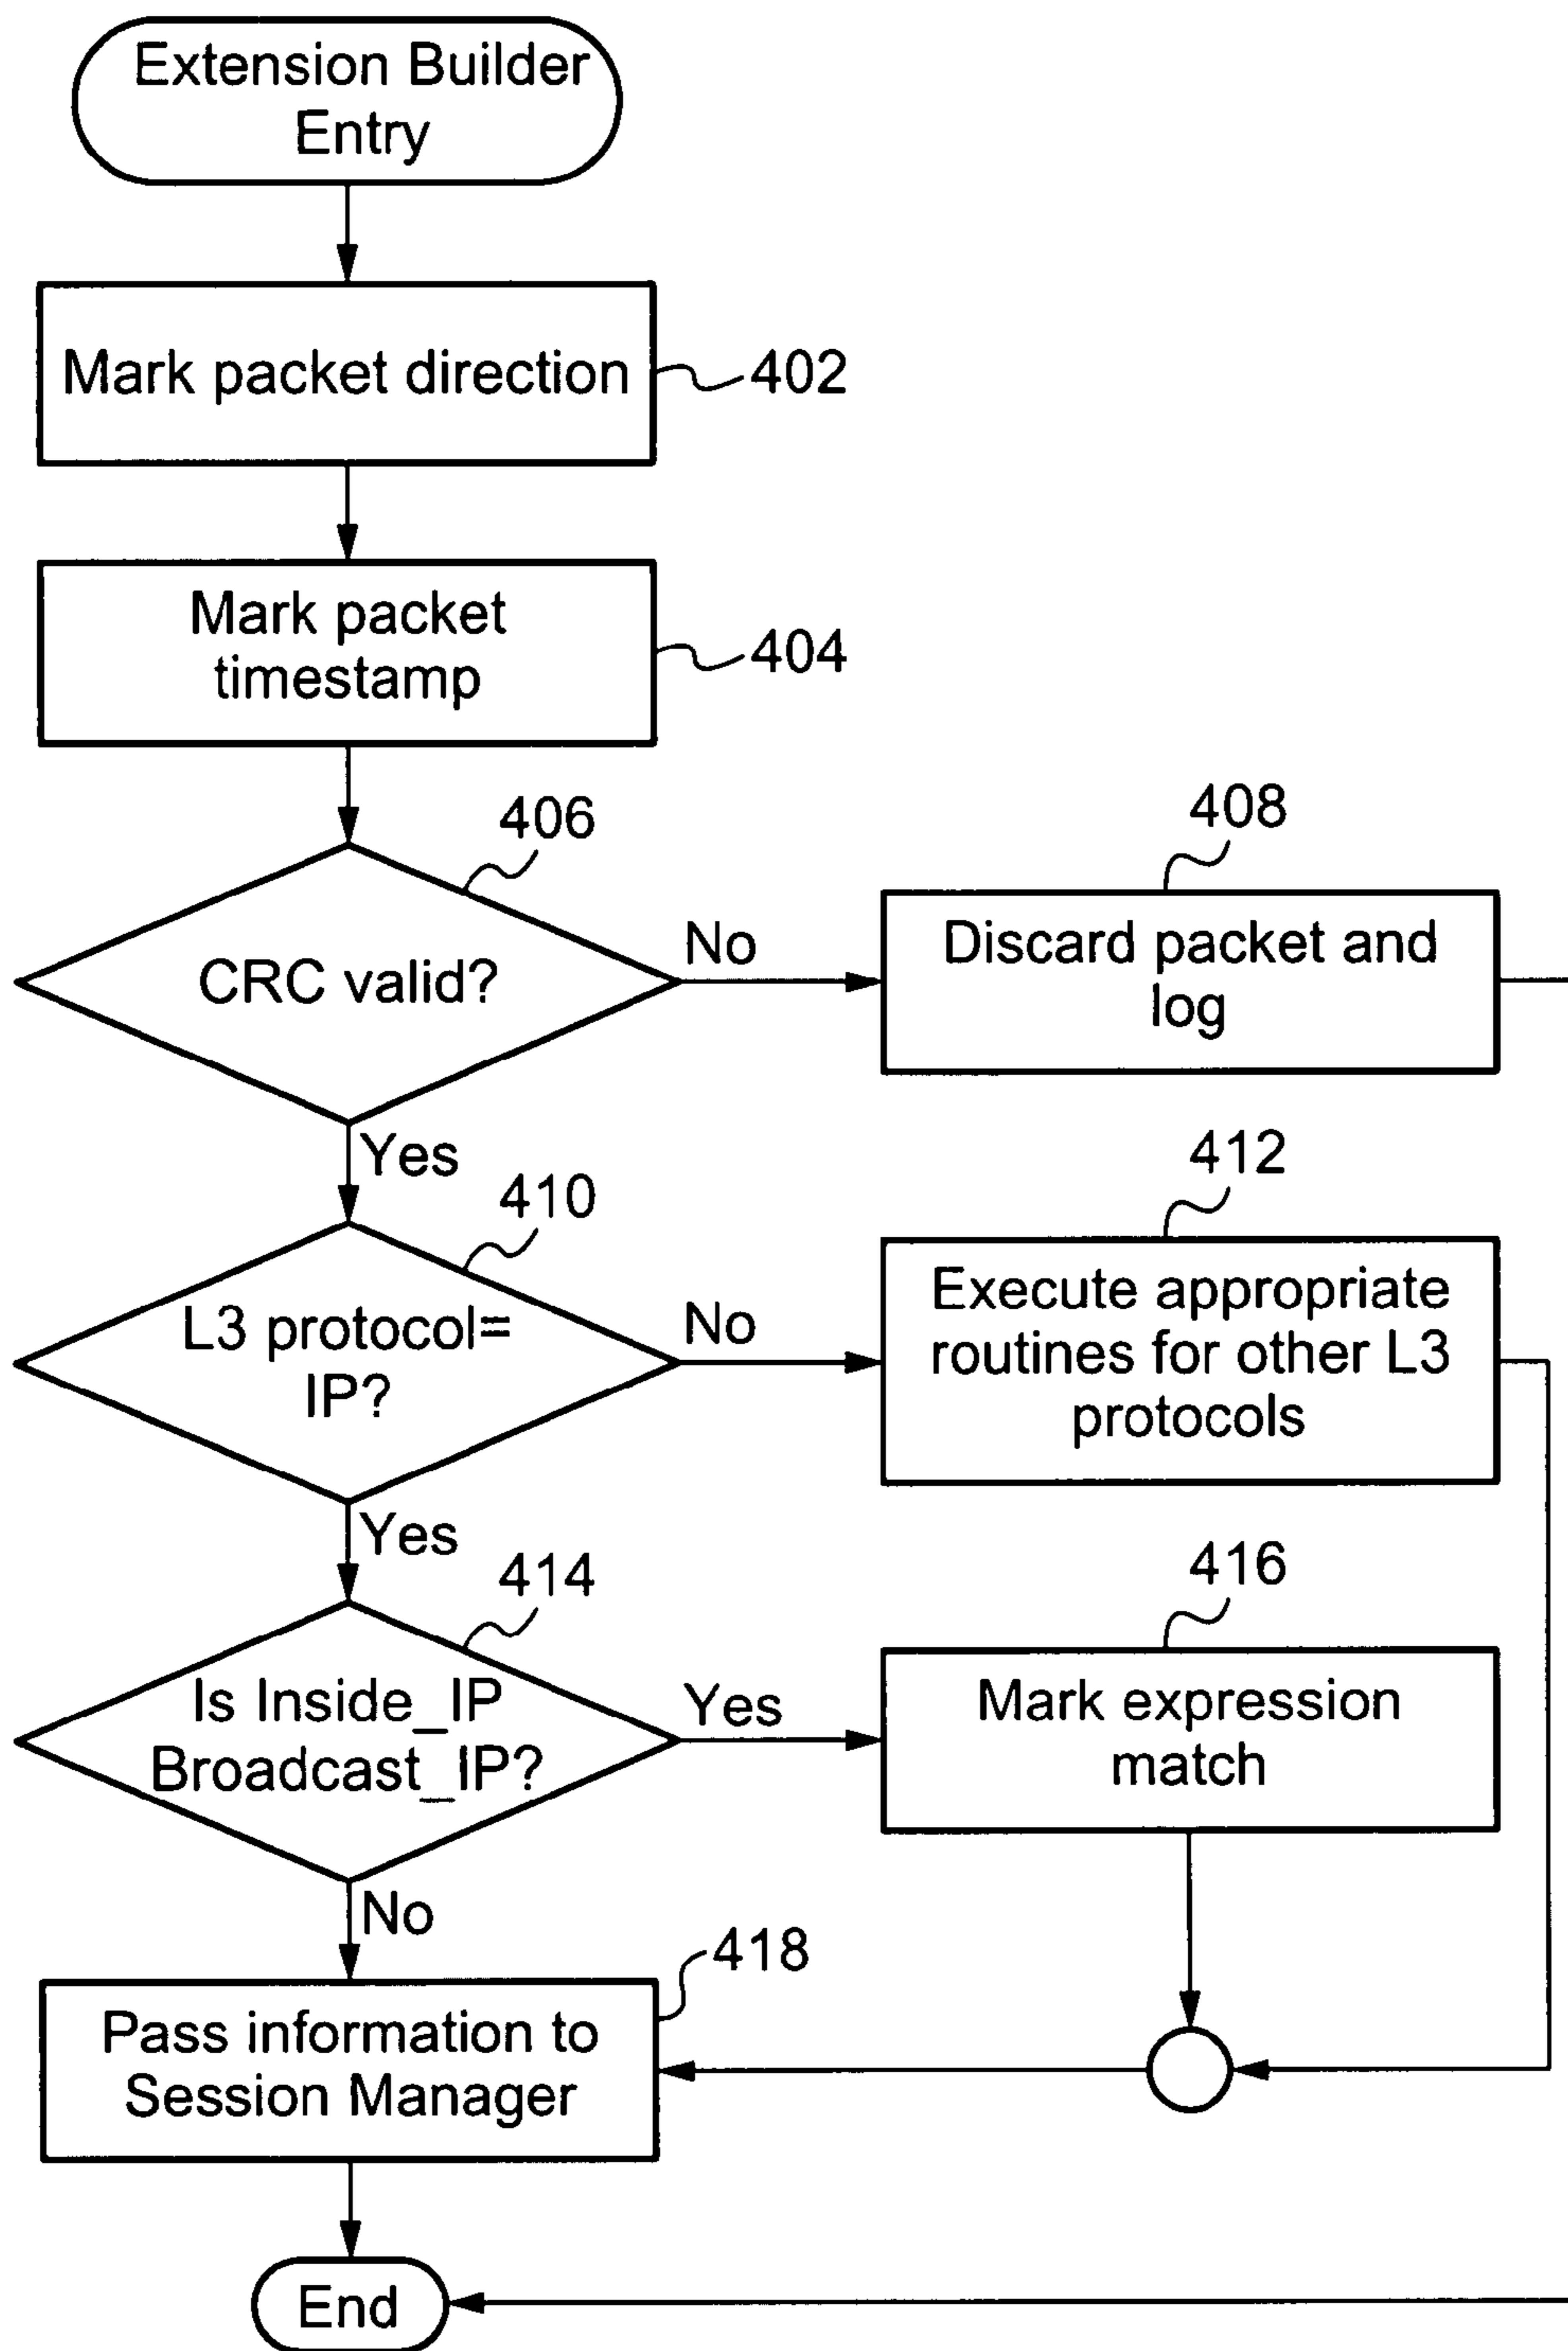 Extension Builder
Entry
Mark packet direction
402
Mark packet
timestamp
404
406
CRC valid?
No
408
Discard packet and
log
Yes
410
L3 protocol=
IP?
No
412
Execute appropriate
routines for other L3
protocols
Yes
414
Is Inside_IP
Broadcast_IP?
Yes
416
Mark expression
match
No
418
Pass information to
Session Manager
End